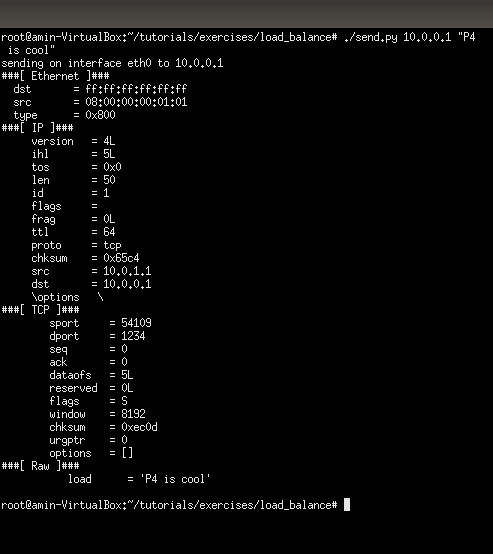 root@amin-VirtualBox:~/tutorials/exercises/load_balance# ./send.py 10.0.0.1 "P4
 is cool"
sending on interface eth0 to 10.0.0.1
###[ Ethernet ]###
  dst       = ff:ff:ff:ff:ff:ff
  src       = 08:00:00:00:01:01
  type      = 0x800
###[ IP ]###
     version   = 4L
     ihl       = 5L
     tos       = 0x0
     len       = 50
     id        = 1
     flags     =
     frag      = 0L
     ttl       = 64
     proto     = tcp
     chksum    = 0x65c4
     src       = 10.0.1.1
     dst       = 10.0.0.1
     \options   \
###[ TCP ]###
        sport     = 54109
        dport     = 1234
        seq       = 0
        ack       = 0
        dataofs   = 5L
        reserved  = 0L
        flags     = S
        window    = 8192
        chksum    = 0xec0d
        urgptr    = 0
        options   = []
###[ Raw ]###
           load      = 'P4 is cool'
root@amin-VirtualBox:~/tutorials/exercises/load_balance#